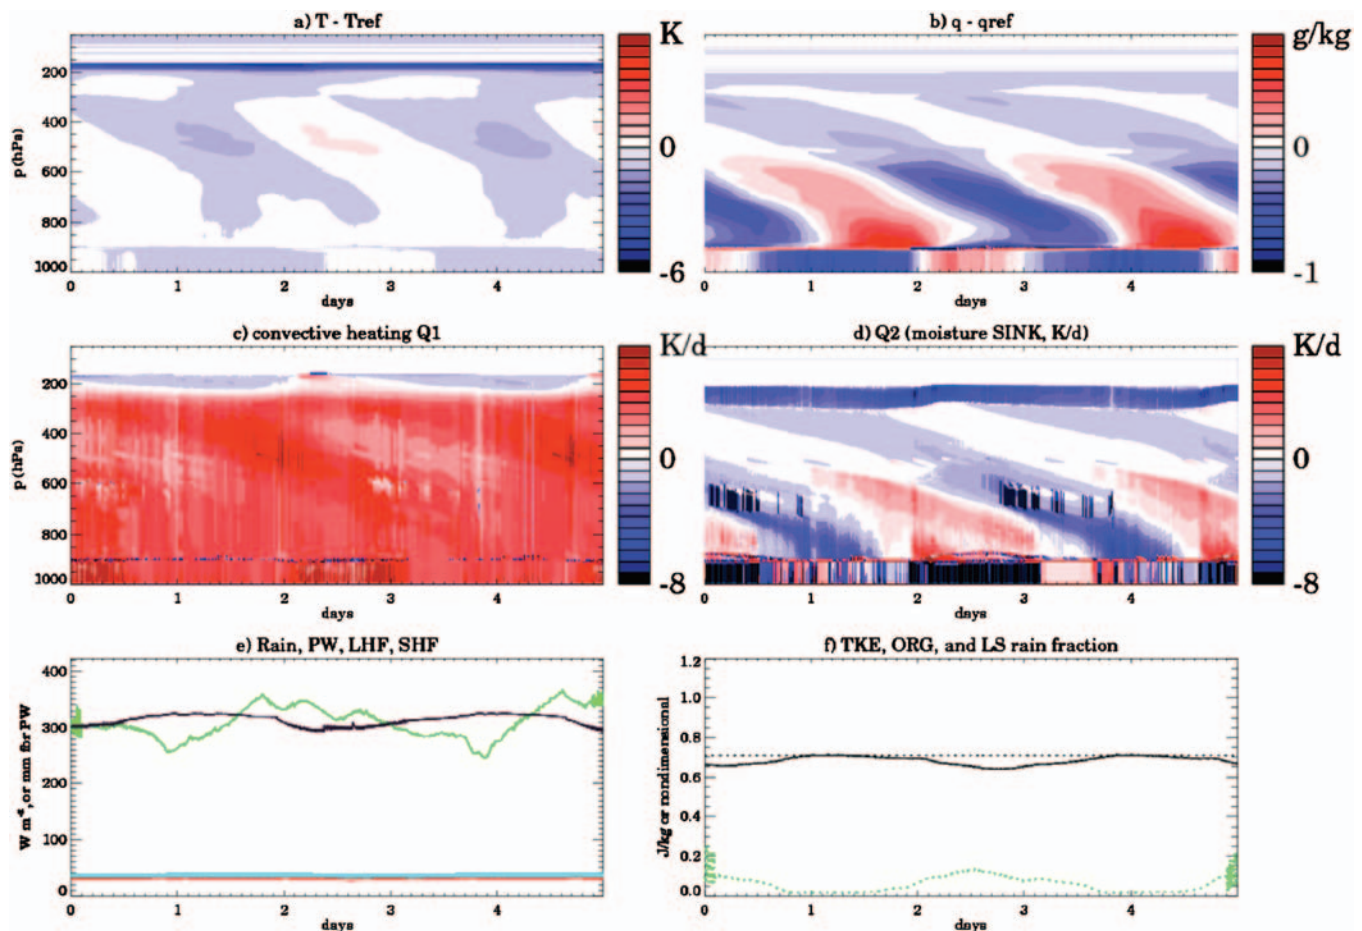 a) T - Tref
K
200
400
600
800
1000
p (hPa)
0
-6
0 1 2 3 4
days
b) q - qref
g/kg
0
-1
0 1 2 3 4
days
c) convective heating Q1
K/d
200
400
600
800
1000
p (hPa)
0
-8
0 1 2 3 4
days
d) Q2 (moisture SINK, K/d)
K/d
0
-8
0 1 2 3 4
days
e) Rain, PW, LHF, SHF
400
300
200
100
0
W m⁻², or mm for PW
0 1 2 3 4
days
f) TKE, ORG, and LS rain fraction
1.2
1.0
0.8
0.6
0.4
0.2
0.0
J/kg or nondimensional
0 1 2 3 4
days